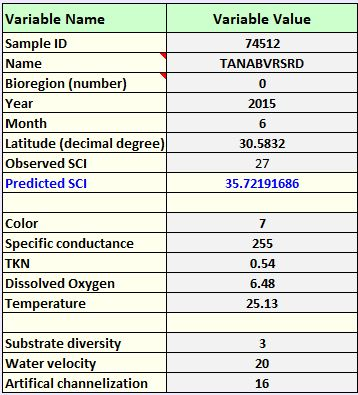 Variable Name Variable Value
Sample ID 74512
Name TANABVRSRD
Bioregion (number) 0
Year 2015
Month 6
Latitude (decimal degree) 30.5832
Observed SCI 27
Predicted SCI 35.72191686
Color 7
Specific conductance 255
TKN 0.54
Dissolved Oxygen 6.48
Temperature 25.13
Substrate diversity 3
Water velocity 20
Artifical channelization 16